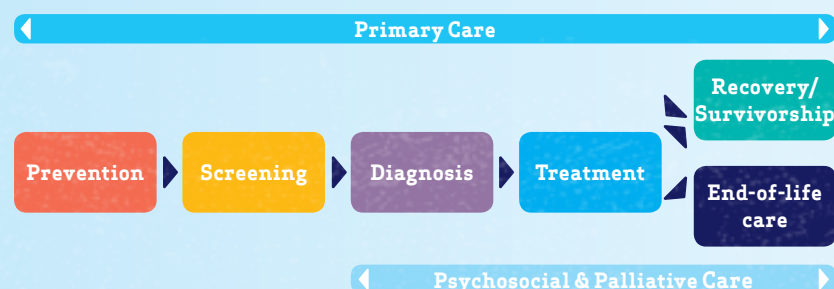 Primary Care
Prevention
Screening
Diagnosis
Treatment
Recovery/
Survivorship
End-of-life
care
Psychosocial & Palliative Care